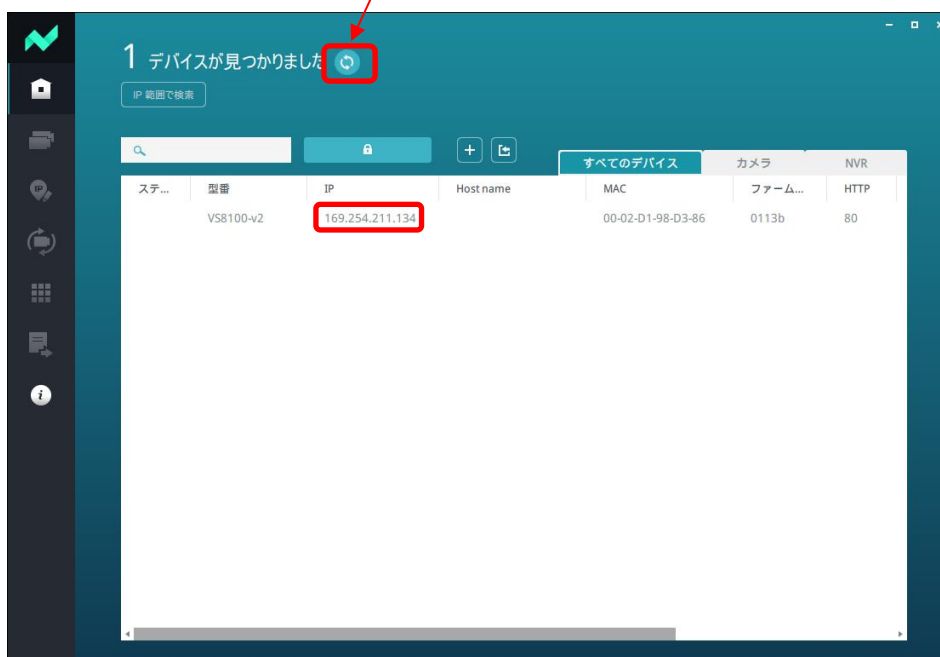 1 デバイスが見つかりました
IP 範囲で検索
すべてのデバイス カメラ NVR
ステ... 型番 IP Host name MAC ファーム... HTTP
VS8100-v2 169.254.211.134 00-02-D1-98-D3-86 0113b 80
IP
i